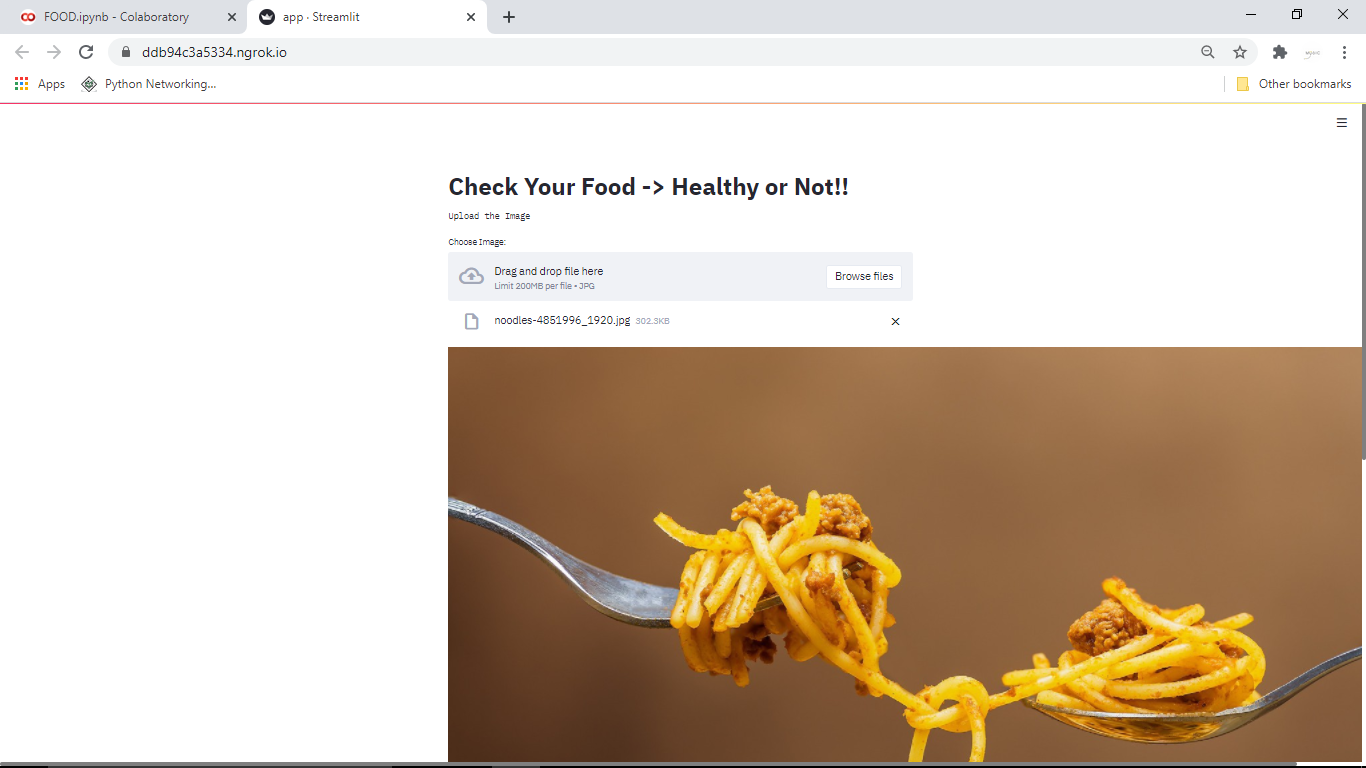 FOOD.ipynb - Colaboratory
app · Streamlit
ddb94c3a5334.ngrok.io
Apps
Python Networking...
Other bookmarks
Check Your Food -> Healthy or Not!!
Upload the Image
Choose Image:
Drag and drop file here
Limit 200MB per file • JPG
Browse files
noodles-4851996_1920.jpg 302.3KB